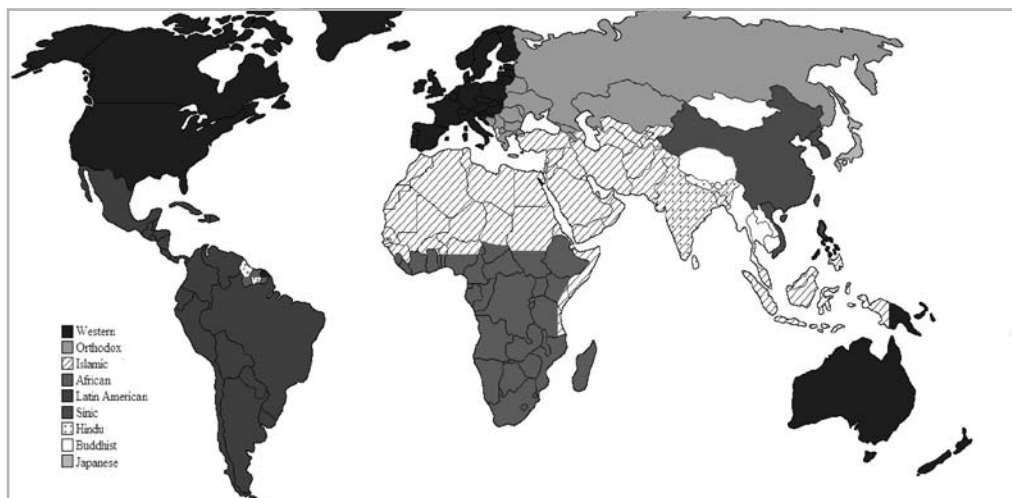 Western
Orthodox
Islamic
African
Latin American
Sinic
Hindu
Buddhist
Japanese